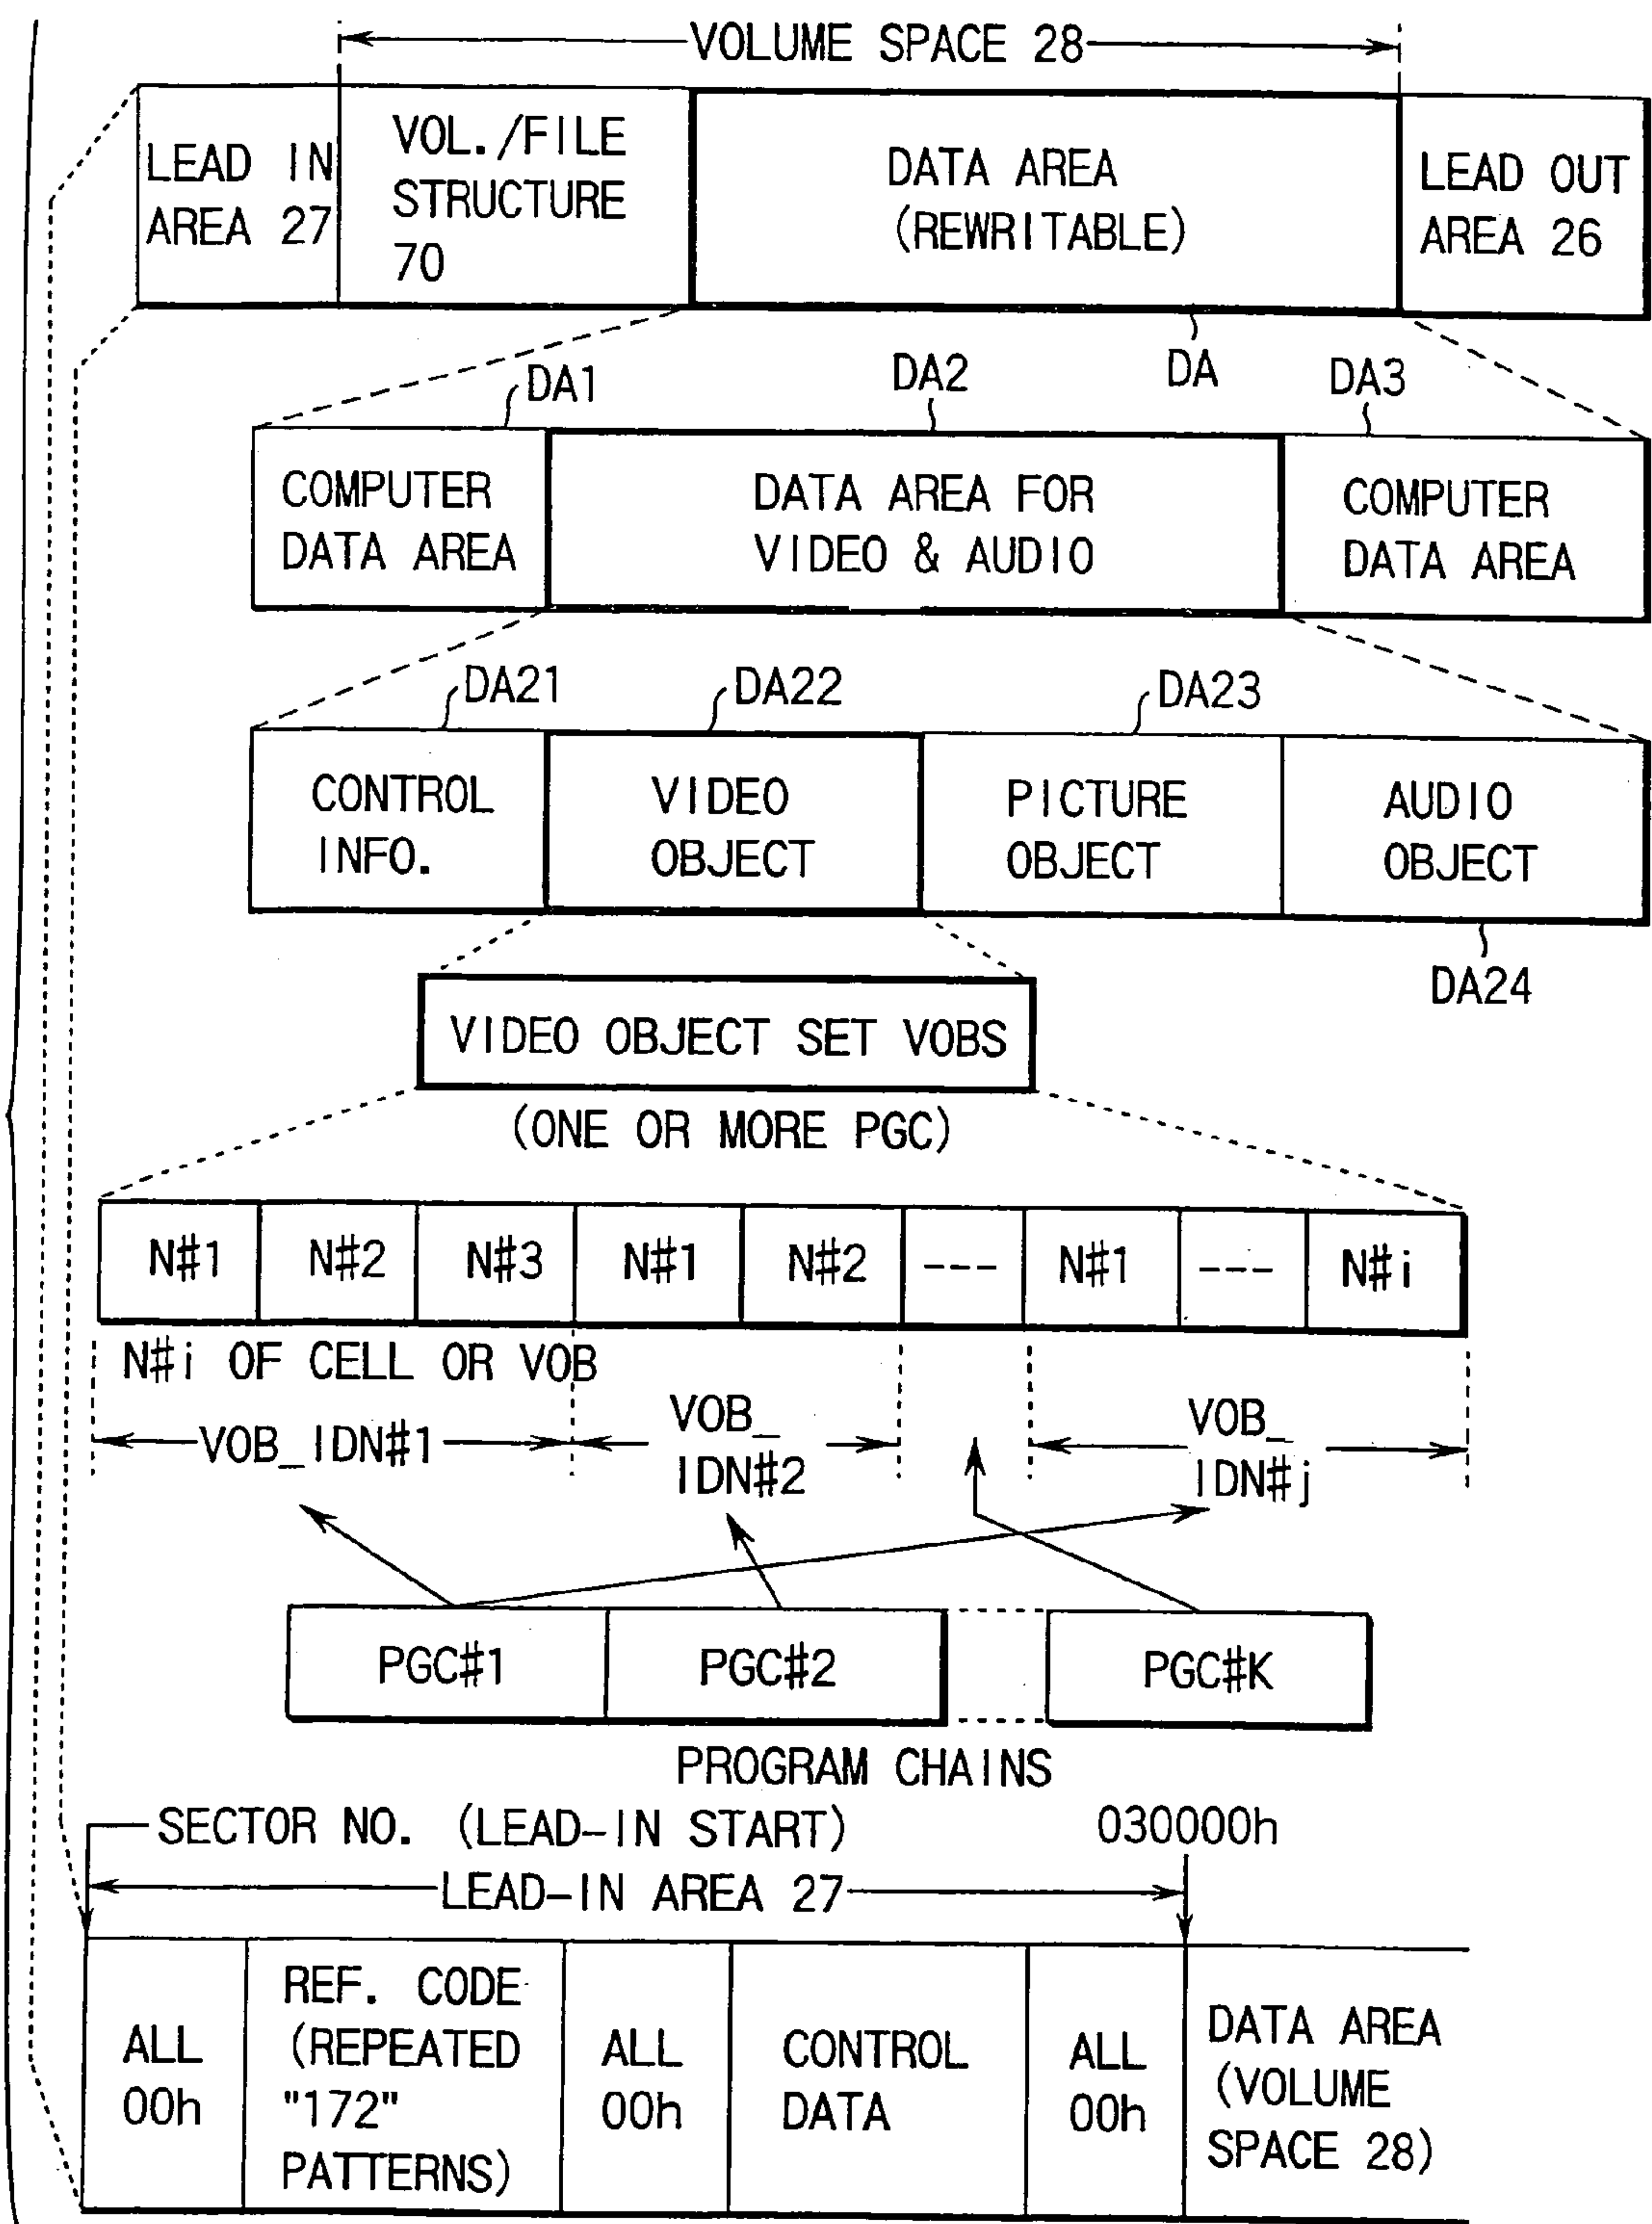 VOLUME SPACE 28
LEAD IN
AREA 27
VOL./FILE
STRUCTURE
70
DATA AREA
(REWRITABLE)
LEAD OUT
AREA 26
DA1
DA2
DA
DA3
COMPUTER
DATA AREA
DATA AREA FOR
VIDEO & AUDIO
COMPUTER
DATA AREA
DA21
DA22
DA23
CONTROL
INFO.
VIDEO
OBJECT
PICTURE
OBJECT
AUDIO
OBJECT
DA24
VIDEO OBJECT SET VOBS
(ONE OR MORE PGC)
N#1
N#2
N#3
N#1
N#2
---
N#1
---
N#i
N#i OF CELL OR VOB
VOB_IDN#1
VOB_
IDN#2
VOB_
IDN#j
PGC#1
PGC#2
PGC#K
PROGRAM CHAINS
SECTOR NO. (LEAD-IN START)
030000h
LEAD-IN AREA 27
ALL
00h
REF. CODE
(REPEATED
"172"
PATTERNS)
ALL
00h
CONTROL
DATA
ALL
00h
DATA AREA
(VOLUME
SPACE 28)